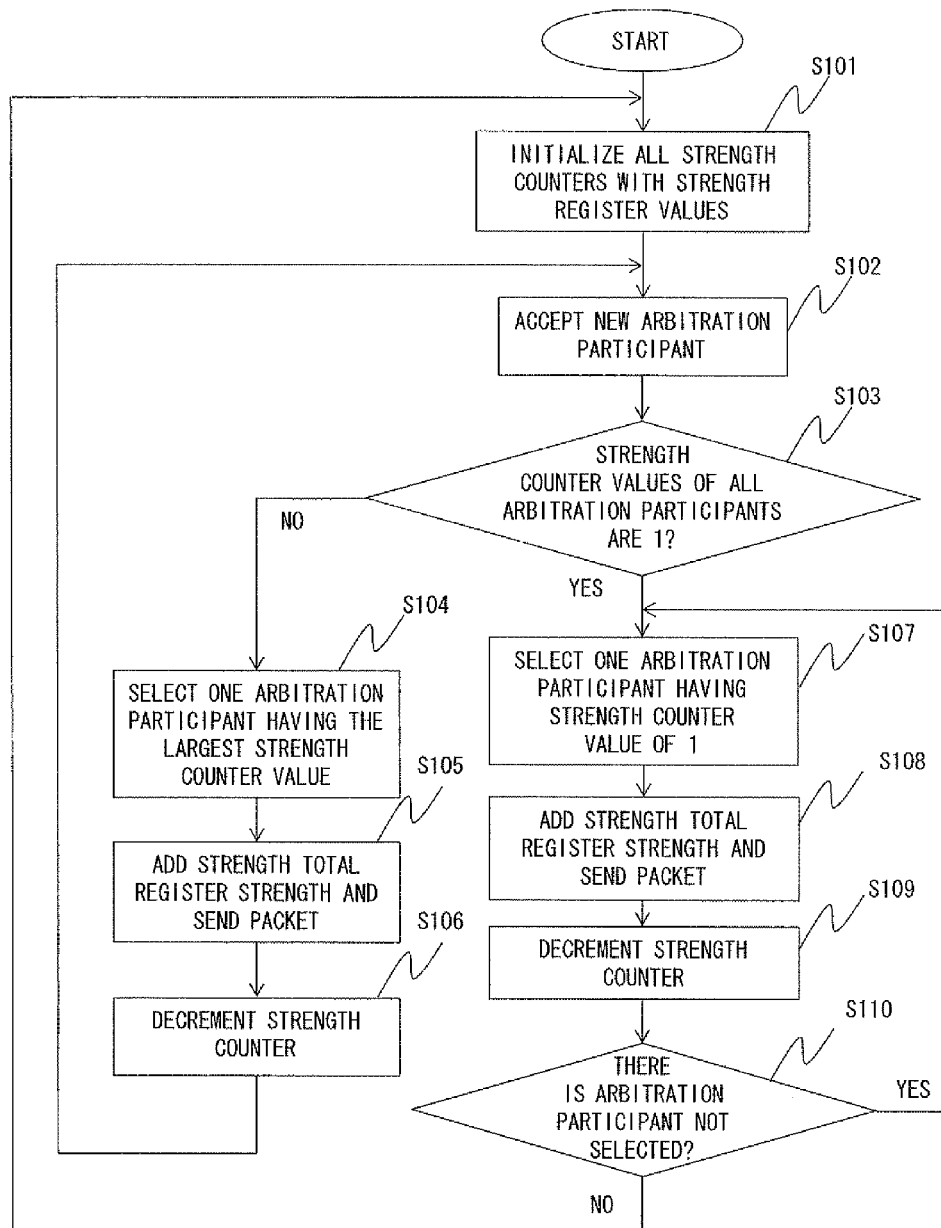 START
S101
INITIALIZE ALL STRENGTH
COUNTERS WITH STRENGTH
REGISTER VALUES
S102
ACCEPT NEW ARBITRATION
PARTICIPANT
S103
STRENGTH
COUNTER VALUES OF ALL
ARBITRATION PARTICIPANTS
ARE 1?
NO
YES
S104
SELECT ONE ARBITRATION
PARTICIPANT HAVING THE
LARGEST STRENGTH
COUNTER VALUE
S105
ADD STRENGTH TOTAL
REGISTER STRENGTH AND
SEND PACKET
S106
DECREMENT STRENGTH
COUNTER
S107
SELECT ONE ARBITRATION
PARTICIPANT HAVING
STRENGTH COUNTER
VALUE OF 1
S108
ADD STRENGTH TOTAL
REGISTER STRENGTH AND
SEND PACKET
S109
DECREMENT STRENGTH
COUNTER
S110
THERE
IS ARBITRATION
PARTICIPANT NOT
SELECTED?
YES
NO